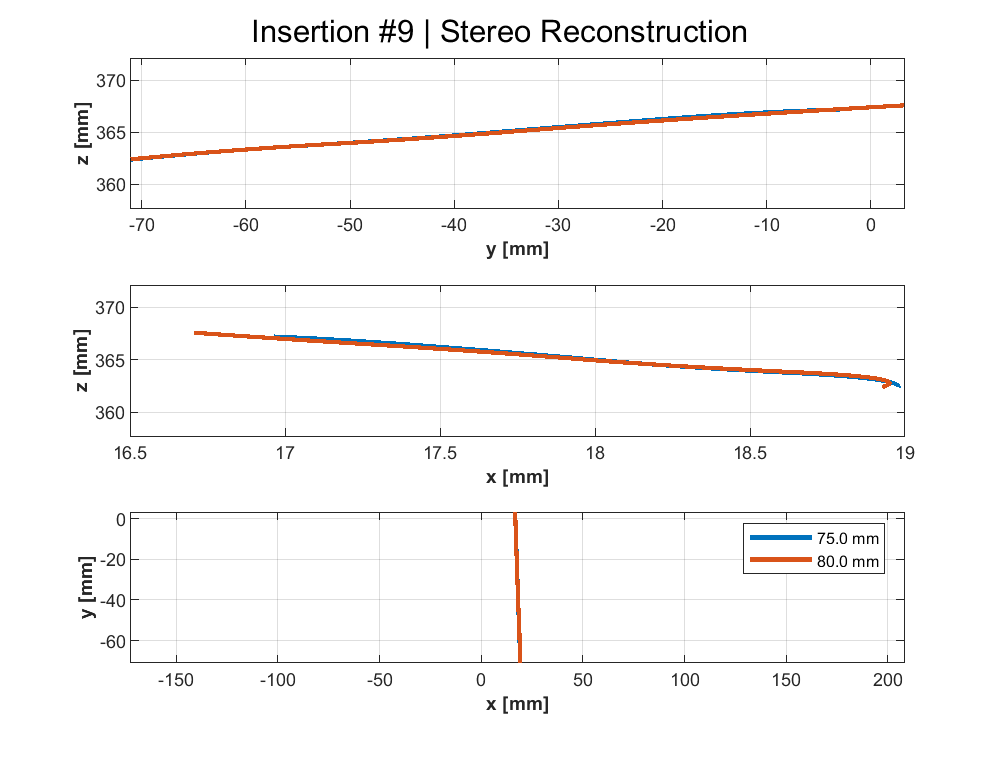 Insertion #9 | Stereo Reconstruction
370
365
360
z [mm]
-70 -60 -50 -40 -30 -20 -10 0
y [mm]
370
365
360
z [mm]
16.5 17 17.5 18 18.5 19
x [mm]
0
-20
-40
-60
y [mm]
75.0 mm
80.0 mm
-150 -100 -50 0 50 100 150 200
x [mm]